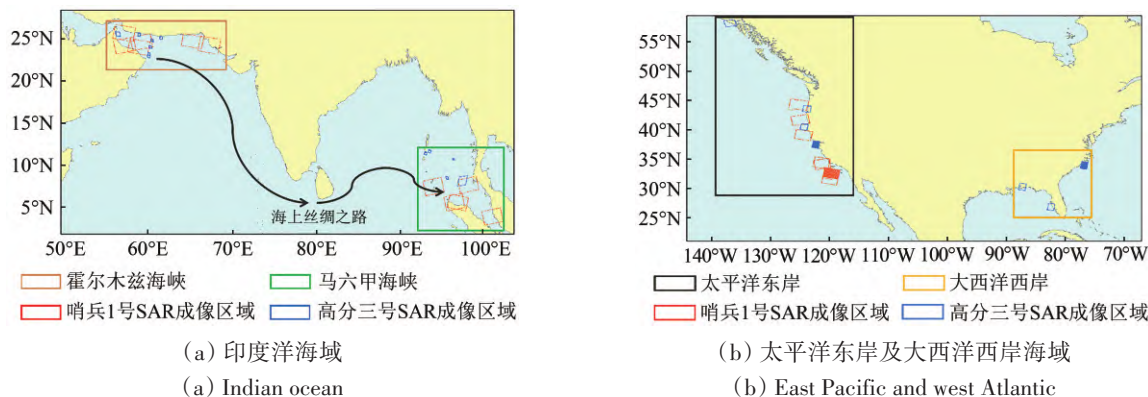 25°N
20°N
15°N
10°N
5°N
海上丝绸之路
50°E 60°E 70°E 80°E 90°E 100°E
霍尔木兹海峡 马六甲海峡
哨兵1号SAR成像区域 高分三号SAR成像区域
(a) 印度洋海域
(a) Indian ocean
55°N
50°N
45°N
40°N
35°N
30°N
25°N
140°W 130°W 120°W 110°W 100°W 90°W 80°W 70°W
太平洋东岸 大西洋西岸
哨兵1号SAR成像区域 高分三号SAR成像区域
(b) 太平洋东岸及大西洋西岸海域
(b) East Pacific and west Atlantic